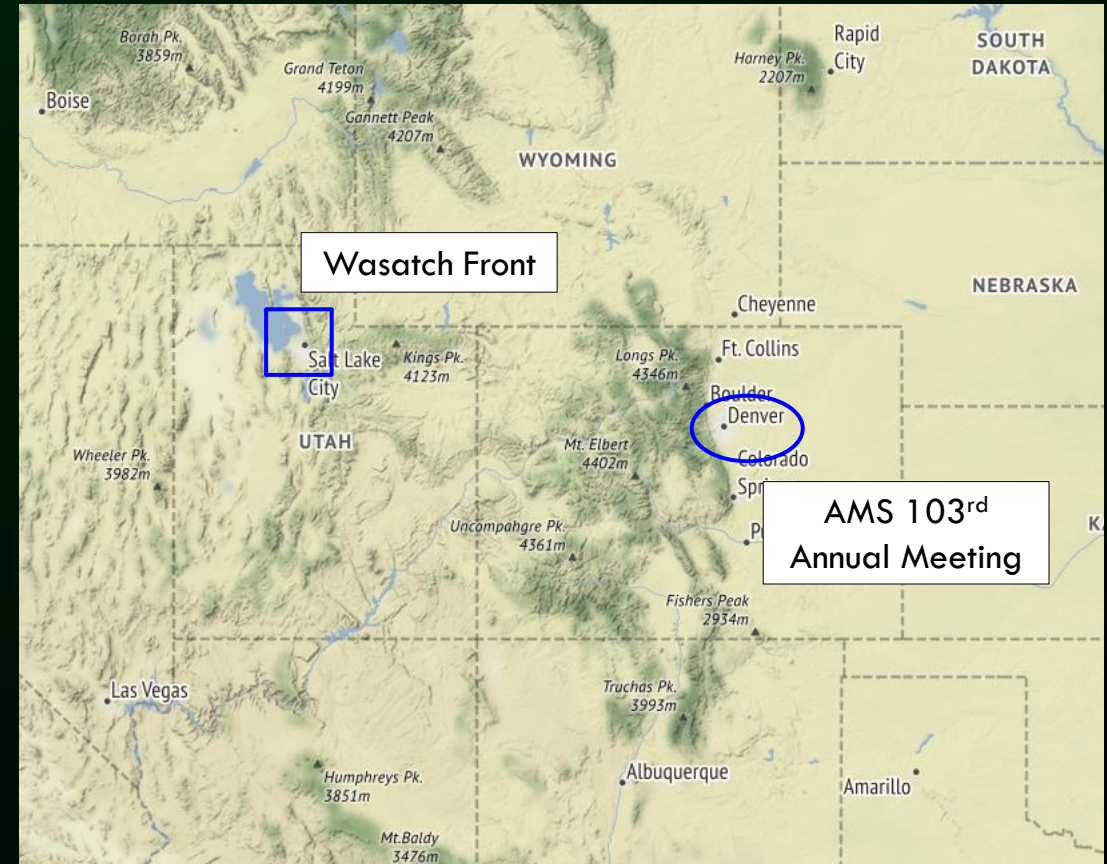 Borah Pk.
3859m
Boise
Grand Teton
4199m
Gannett Peak
4207m
WYOMING
Harney Pk.
2207m
Rapid
City
SOUTH
DAKOTA
Wasatch Front
NEBRASKA
Cheyenne
Ft. Collins
Longs Pk.
4346m
Boulder
Denver
Salt Lake
City
Kings Pk.
4123m
UTAH
Wheeler Pk.
3982m
Mt. Elbert
4402m
Colorado
Spr
AMS 103rd
Annual Meeting
Uncompahgre Pk.
4361m
Fishers Peak
2934m
Las Vegas
Truchas Pk.
3993m
Humphreys Pk.
3851m
Albuquerque
Amarillo
Mt.Baldy
3476m